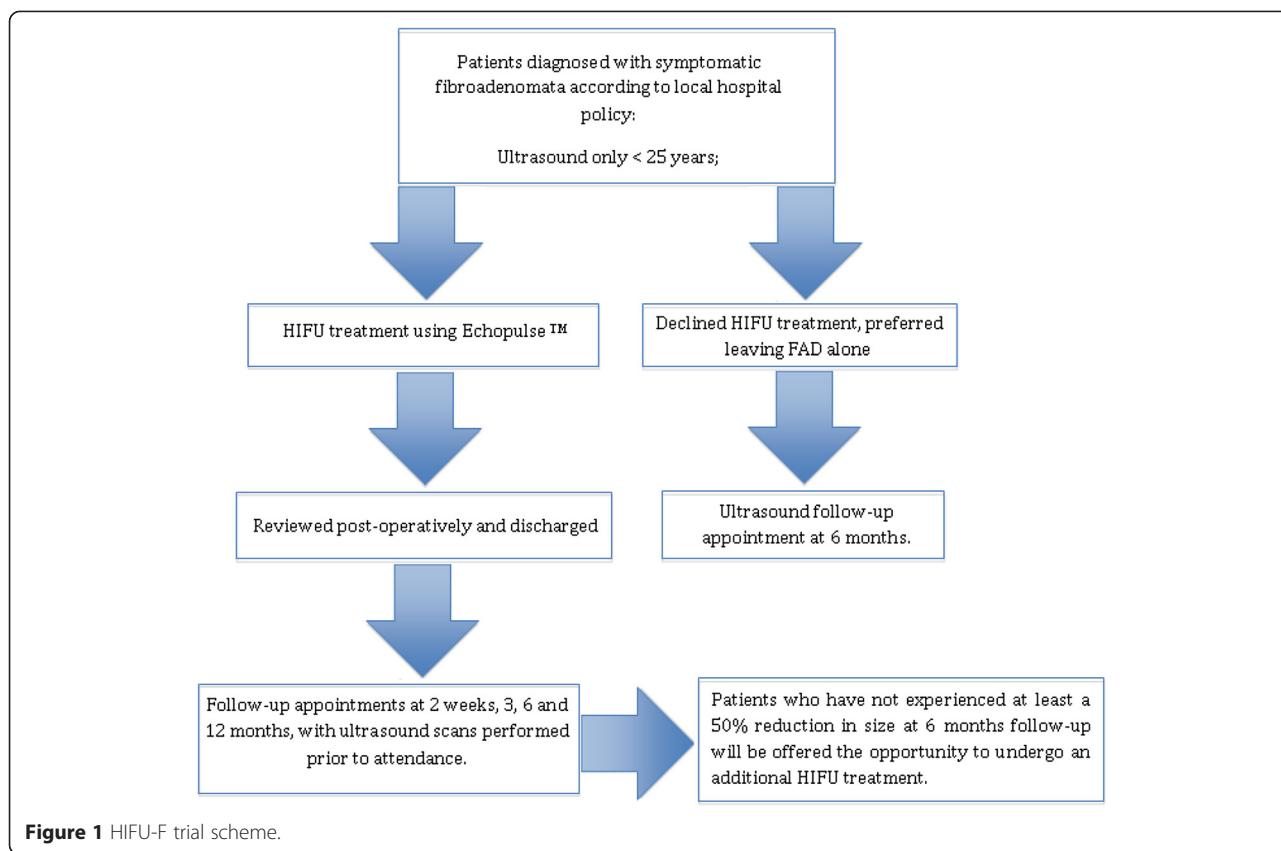 Patients diagnosed with symptomatic
fibroadenomata according to local hospital
policy:
Ultrasound only < 25 years;
HIFU treatment using Echopulse ™
Declined HIFU treatment, preferred
leaving FAD alone
Reviewed post-operatively and discharged
Ultrasound follow-up
appointment at 6 months.
Follow-up appointments at 2 weeks, 3, 6 and
12 months, with ultrasound scans performed
prior to attendance.
Patients who have not experienced at least a
50% reduction in size at 6 months follow-up
will be offered the opportunity to undergo an
additional HIFU treatment.
Figure 1 HIFU-F trial scheme.